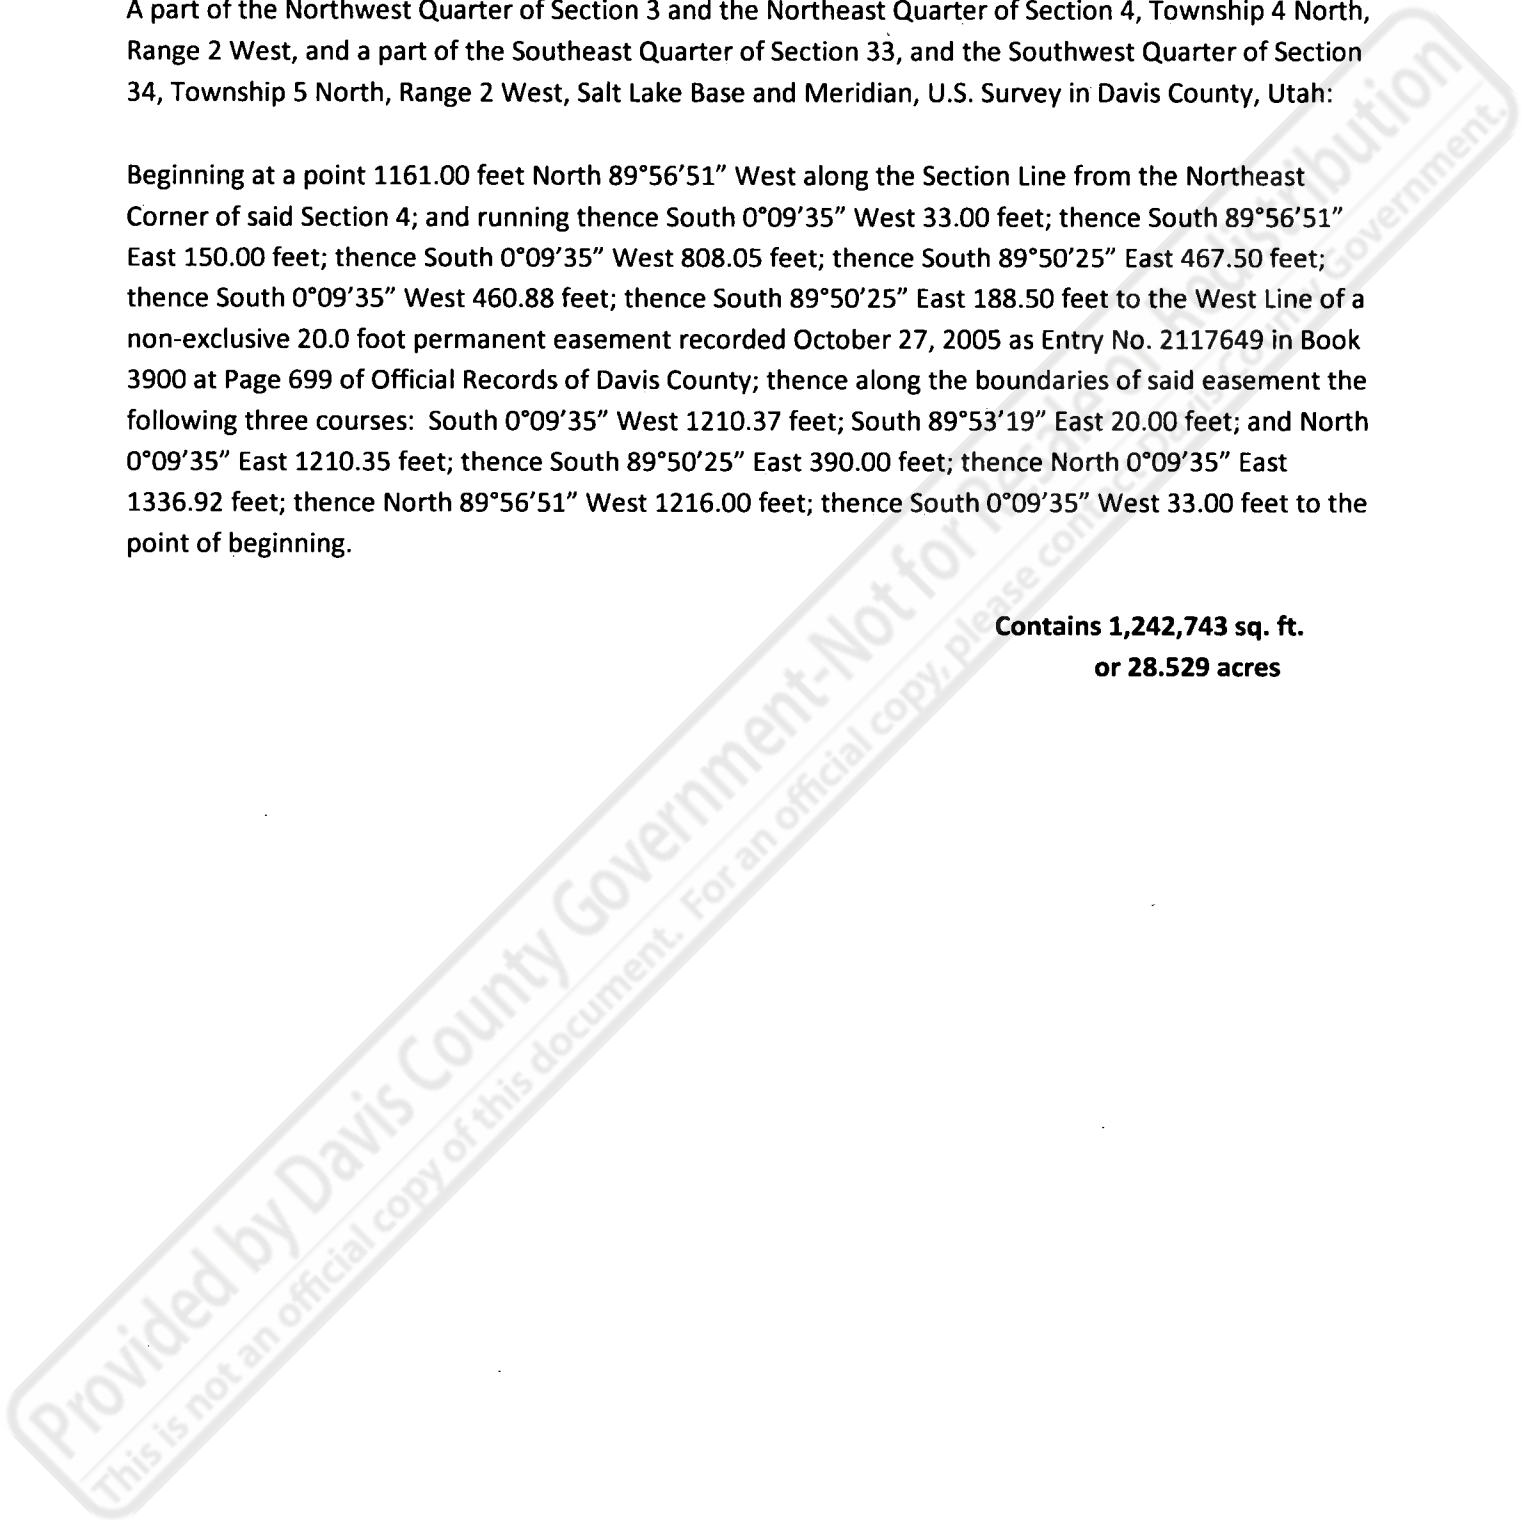 A part of the Northwest Quarter of Section 3 and the Northeast Quarter of Section 4, Township 4 North,
Range 2 West, and a part of the Southeast Quarter of Section 33, and the Southwest Quarter of Section
34, Township 5 North, Range 2 West, Salt Lake Base and Meridian, U.S. Survey in Davis County, Utah:
Beginning at a point 1161.00 feet North 89°56'51" West along the Section Line from the Northeast
Corner of said Section 4; and running thence South 0°09'35" West 33.00 feet; thence South 89°56'51"
East 150.00 feet; thence South 0°09'35" West 808.05 feet; thence South 89°50'25" East 467.50 feet;
thence South 0°09'35" West 460.88 feet; thence South 89°50'25" East 188.50 feet to the West Line of a
non-exclusive 20.0 foot permanent easement recorded October 27, 2005 as Entry No. 2117649 in Book
3900 at Page 699 of Official Records of Davis County; thence along the boundaries of said easement the
following three courses:  South 0°09'35" West 1210.37 feet; South 89°53'19" East 20.00 feet; and North
0°09'35" East 1210.35 feet; thence South 89°50'25" East 390.00 feet; thence North 0°09'35" East
1336.92 feet; thence North 89°56'51" West 1216.00 feet; thence South 0°09'35" West 33.00 feet to the
point of beginning.
Contains 1,242,743 sq. ft.
or 28.529 acres
Provided by Davis County Government-Not for Resale or Redistribution
This is not an official copy of this document. For an official copy, please contact Davis County Government.